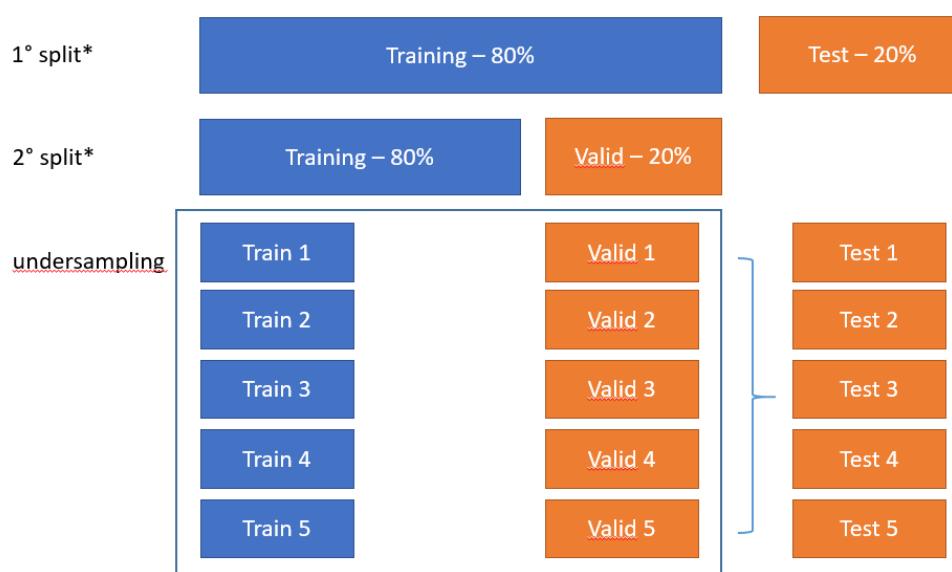 1° split*
Training – 80%
Test – 20%
2° split*
Training – 80%
Valid – 20%
undersampling
Train 1
Valid 1
Test 1
Train 2
Valid 2
Test 2
Train 3
Valid 3
Test 3
Train 4
Valid 4
Test 4
Train 5
Valid 5
Test 5